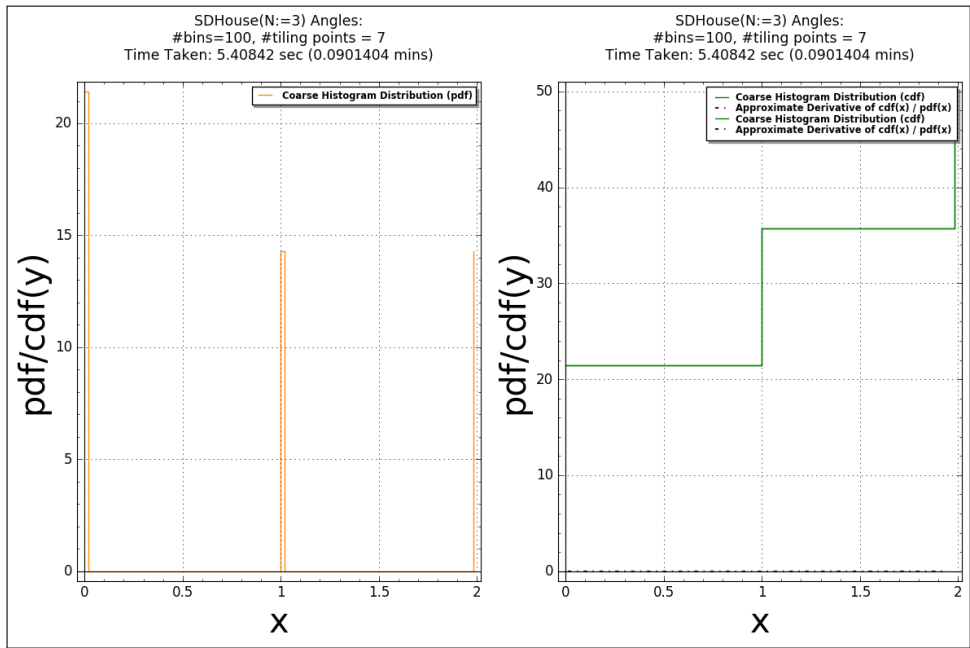 SDHouse(N:=3) Angles:
#bins=100, #tiling points = 7
Time Taken: 5.40842 sec (0.0901404 mins)
Coarse Histogram Distribution (pdf)
20
15
10
5
0
0 0.5 1 1.5 2
pdf/cdf(y)
x
SDHouse(N:=3) Angles:
#bins=100, #tiling points = 7
Time Taken: 5.40842 sec (0.0901404 mins)
Coarse Histogram Distribution (cdf)
Approximate Derivative of cdf(x) / pdf(x)
Coarse Histogram Distribution (cdf)
Approximate Derivative of cdf(x) / pdf(x)
50
40
30
20
10
0
0 0.5 1 1.5 2
pdf/cdf(y)
x